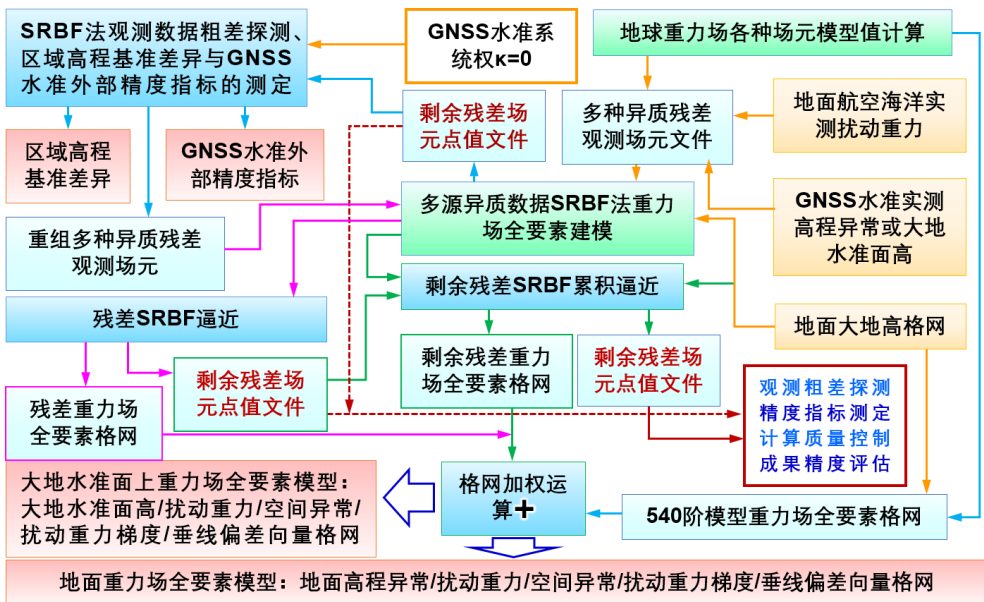 SRBF法观测数据粗差探测、
区域高程基准差异与GNSS
水准外部精度指标的测定
GNSS水准系
统权κ=0
地球重力场各种场元模型值计算
剩余残差场
元点值文件
多种异质残差
观测场元文件
地面航空海洋实
测扰动重力
区域高程
基准差异
GNSS水准外
部精度指标
多源异质数据SRBF法重力
场全要素建模
GNSS水准实测
高程异常或大地
水准面高
重组多种异质残差
观测场元
剩余残差SRBF累积逼近
残差SRBF逼近
地面大地高格网
剩余残差场
元点值文件
剩余残差重力
场全要素格网
剩余残差场
元点值文件
观测粗差探测
精度指标测定
计算质量控制
成果精度评估
残差重力场
全要素格网
大地水准面上重力场全要素模型：
大地水准面高/扰动重力/空间异常/
扰动重力梯度/垂线偏差向量格网
格网加权运
算+
540阶模型重力场全要素格网
地面重力场全要素模型：地面高程异常/扰动重力/空间异常/扰动重力梯度/垂线偏差向量格网